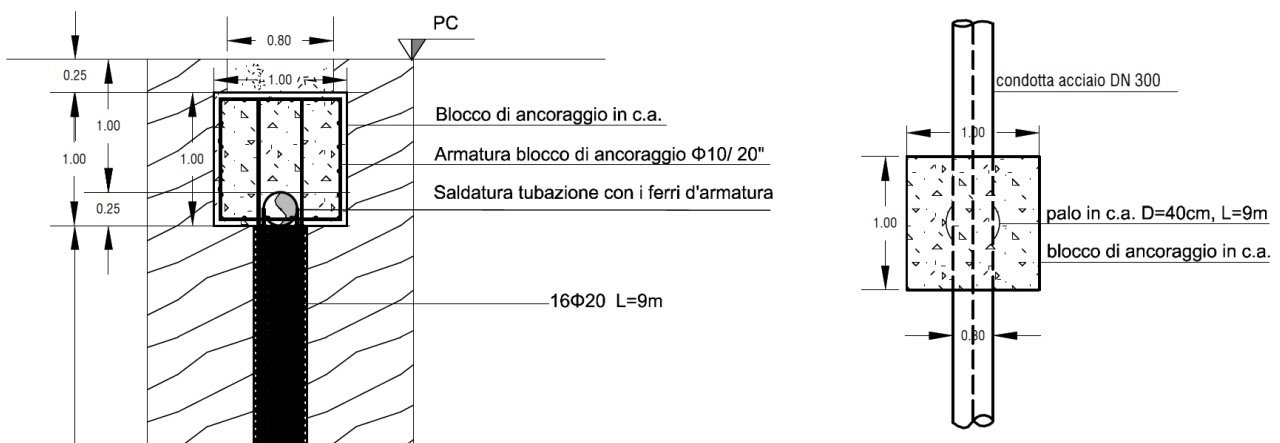 PC
0.80
0.25
1.00
1.00
1.00
1.00
0.25
Blocco di ancoraggio in c.a.
Armatura blocco di ancoraggio Φ10/ 20"
Saldatura tubazione con i ferri d'armatura
16Φ20 L=9m
condotta acciaio DN 300
1.00
1.00
palo in c.a. D=40cm, L=9m
blocco di ancoraggio in c.a.
0.30